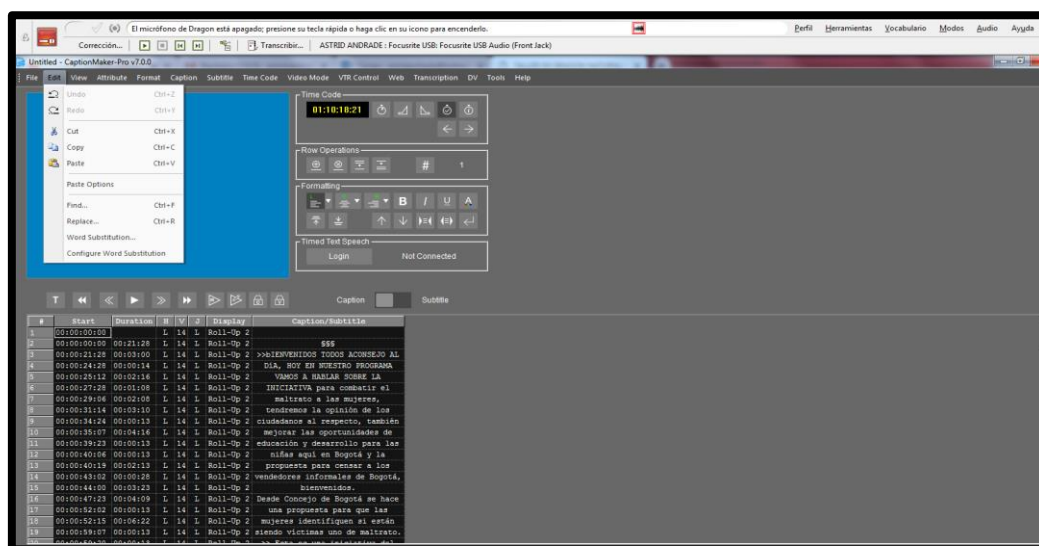 El micrófono de Dragon está apagado; presione su tecla rápida o haga clic en su icono para encenderlo.
Perfil Herramientas Vocabulario Modos Audio Ayuda
Corrección... Transcribir... ASTRID ANDRADE : Focusrite USB: Focusrite USB Audio (Front Jack)
Untitled - CaptionMaker-Pro v7.0.0
File Edit View Attribute Format Caption Subtitle Time Code Video Mode VTR Control Web Transcription DV Tools Help
Undo Ctrl+Z
Redo Ctrl+Y
Cut Ctrl+X
Copy Ctrl+C
Paste Ctrl+V
Paste Options
Find... Ctrl+F
Replace... Ctrl+R
Word Substitution...
Configure Word Substitution
Time Code
01:10:18:21
Row Operations
# 1
Formatting
B I U A
Timed Text Speech
Login Not Connected
T Caption Subtitle
# Start Duration H V J Display Caption/Subtitle
1 00:00:00:00 L 14 L Roll-Up 2
2 00:00:00:00 00:21:28 L 14 L Roll-Up 2 §§§
3 00:00:21:28 00:03:00 L 14 L Roll-Up 2 >>bIENVENIDOS TODOS ACONSEJO AL
4 00:00:24:28 00:00:14 L 14 L Roll-Up 2 DÍA, HOY EN NUESTRO PROGRAMA
5 00:00:25:12 00:02:16 L 14 L Roll-Up 2 VAMOS A HABLAR SOBRE LA
6 00:00:27:28 00:01:08 L 14 L Roll-Up 2 INICIATIVA para combatir el
7 00:00:29:06 00:02:08 L 14 L Roll-Up 2 maltrato a las mujeres,
8 00:00:31:14 00:03:10 L 14 L Roll-Up 2 tendremos la opinión de los
9 00:00:34:24 00:00:13 L 14 L Roll-Up 2 ciudadanos al respecto, también
10 00:00:35:07 00:04:16 L 14 L Roll-Up 2 mejorar las oportunidades de
11 00:00:39:23 00:00:13 L 14 L Roll-Up 2 educación y desarrollo para las
12 00:00:40:06 00:00:13 L 14 L Roll-Up 2 niñas aquí en Bogotá y la
13 00:00:40:19 00:02:13 L 14 L Roll-Up 2 propuesta para censar a los
14 00:00:43:02 00:00:28 L 14 L Roll-Up 2 vendedores informales de Bogotá,
15 00:00:44:00 00:03:23 L 14 L Roll-Up 2 bienvenidos.
16 00:00:47:23 00:04:09 L 14 L Roll-Up 2 Desde Concejo de Bogotá se hace
17 00:00:52:02 00:00:13 L 14 L Roll-Up 2 una propuesta para que las
18 00:00:52:15 00:06:22 L 14 L Roll-Up 2 mujeres identifiquen si están
19 00:00:59:07 00:00:13 L 14 L Roll-Up 2 siendo víctimas uno de maltrato.